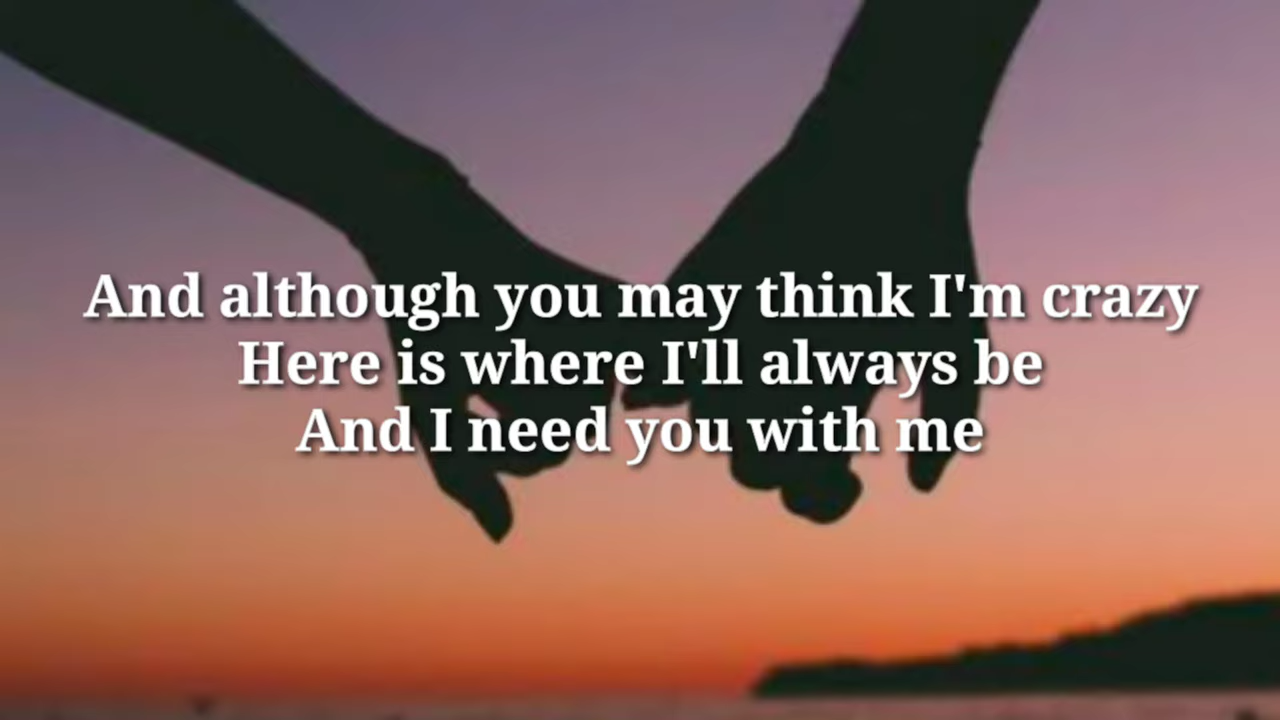 And although you may think I'm crazy
Here is where I'll always be
And I need you with me